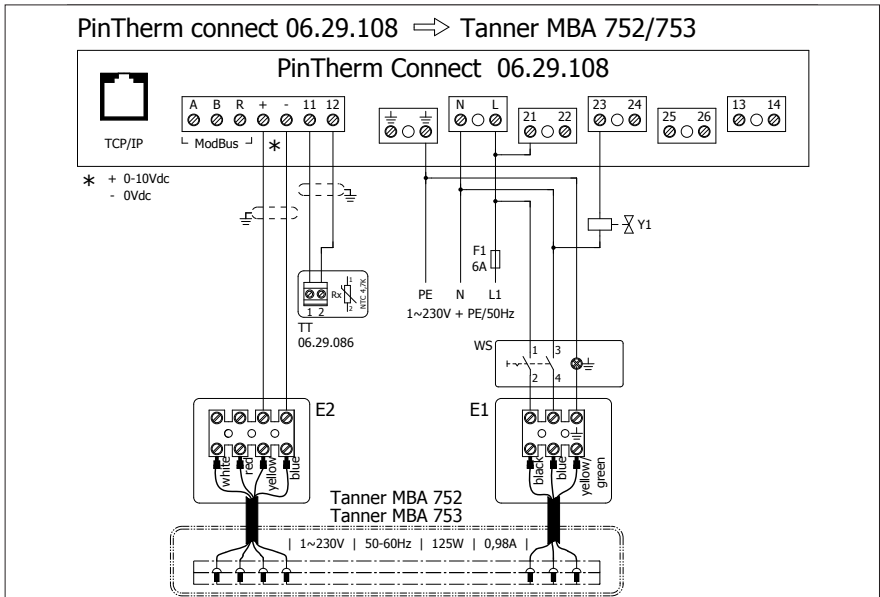 PinTherm connect 06.29.108 ⇨ Tanner MBA 752/753
PinTherm Connect 06.29.108
A B R + - 11 12
N L
21 22
23 24
25 26
13 14
TCP/IP
ModBus
*
* + 0-10Vdc
- 0Vdc
Y1
F1
6A
Rx
1
2
NTC 4,7K
1 2
TT
06.29.086
PE N L1
1~230V + PE/50Hz
WS
1 3
2 4
E2
E1
white
red
yellow
blue
black
blue
yellow/
green
Tanner MBA 752
Tanner MBA 753
| 1~230V | 50-60Hz | 125W | 0,98A |